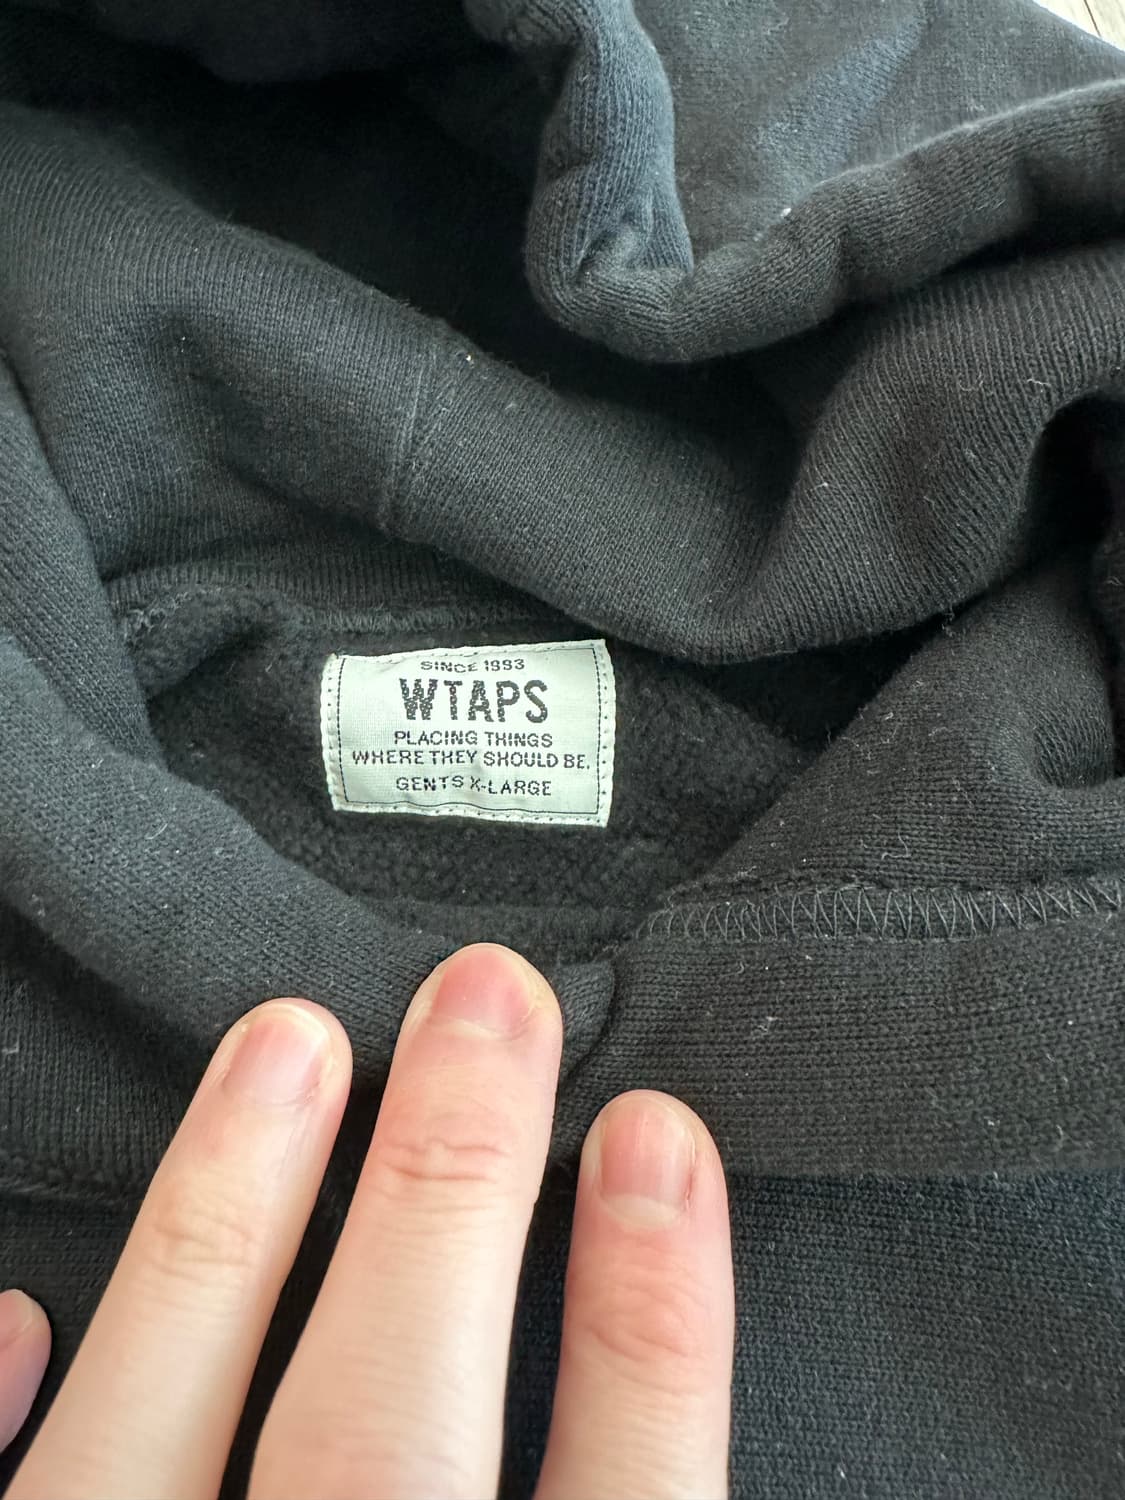 SINCE 1993
WTAPS
PLACING THINGS
WHERE THEY SHOULD BE.
GENTS X-LARGE